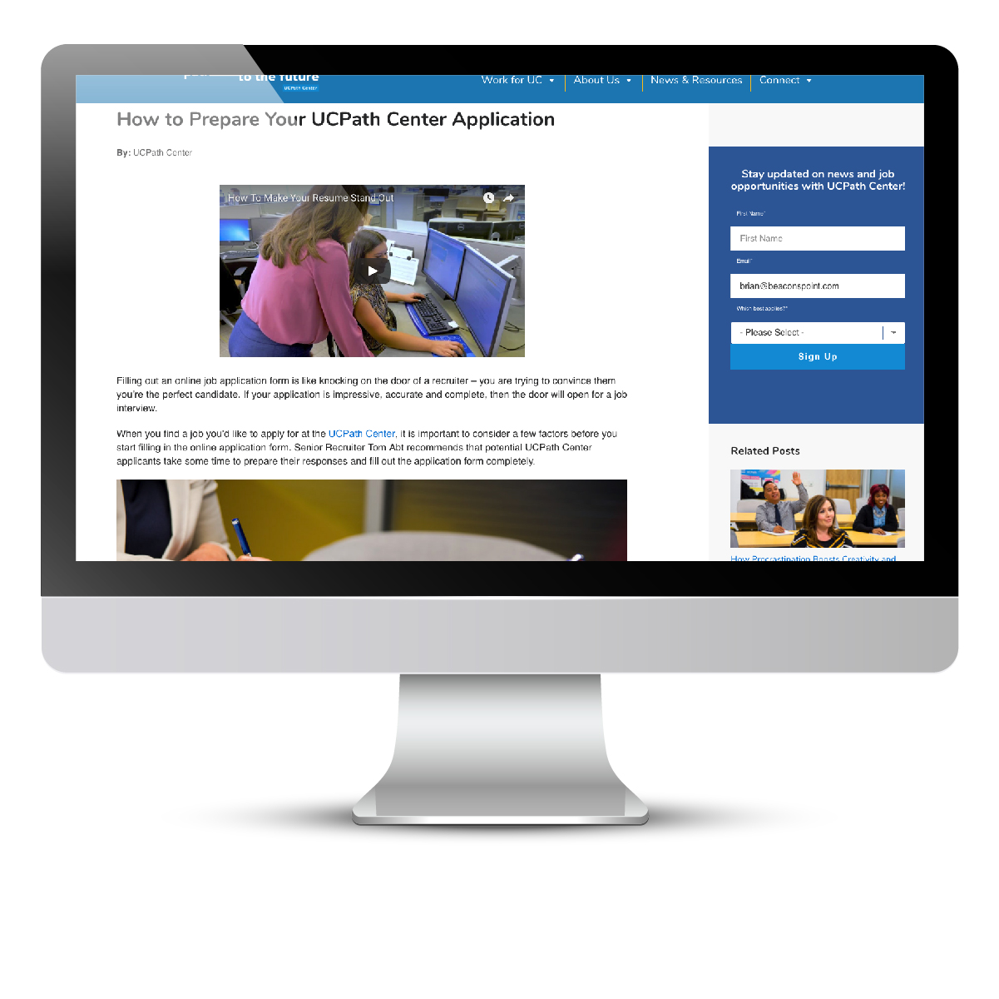 to the future
UCPath Center
Work for UC
About Us
News & Resources
Connect
How to Prepare Your UCPath Center Application
By: UCPath Center
How To Make Your Resume Stand Out
Filling out an online job application form is like knocking on the door of a recruiter – you are trying to convince them
you're the perfect candidate. If your application is impressive, accurate and complete, then the door will open for a job
interview.
When you find a job you'd like to apply for at the UCPath Center, it is important to consider a few factors before you
start filling in the online application form. Senior Recruiter Tom Abt recommends that potential UCPath Center
applicants take some time to prepare their responses and fill out the application form completely.
Stay updated on news and job
opportunities with UCPath Center!
First Name*
First Name
Email*
brian@beaconspoint.com
Which best applies?*
- Please Select -
Sign Up
Related Posts
How Procrastination Boosts Creativity and